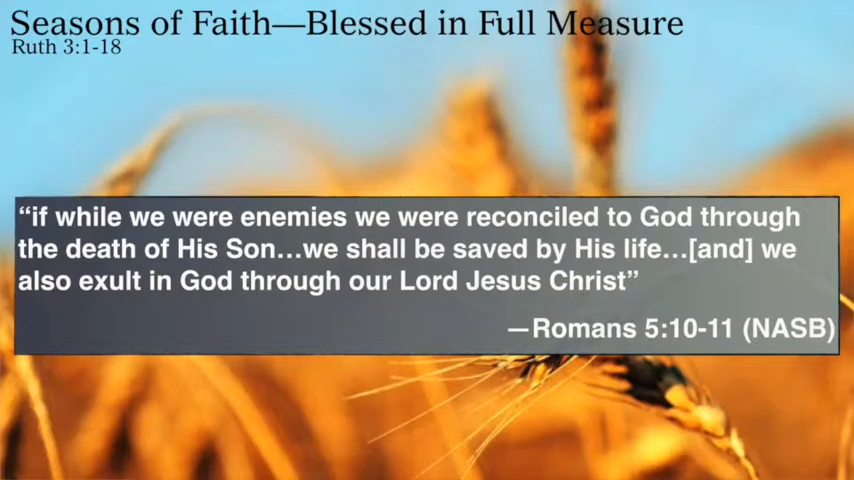 Seasons of Faith—Blessed in Full Measure
Ruth 3:1-18
“if while we were enemies we were reconciled to God through
the death of His Son…we shall be saved by His life…[and] we
also exult in God through our Lord Jesus Christ”
—Romans 5:10-11 (NASB)